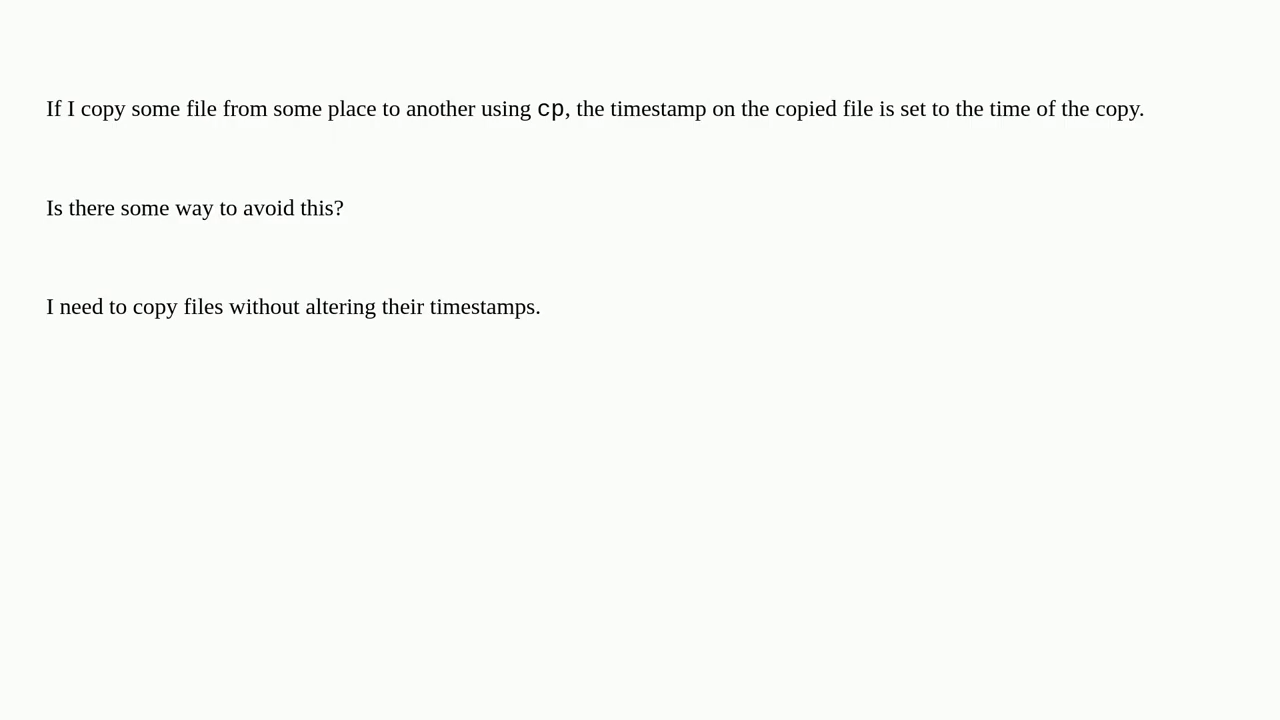 If I copy some file from some place to another using cp, the timestamp on the copied file is set to the time of the copy.
Is there some way to avoid this?
I need to copy files without altering their timestamps.